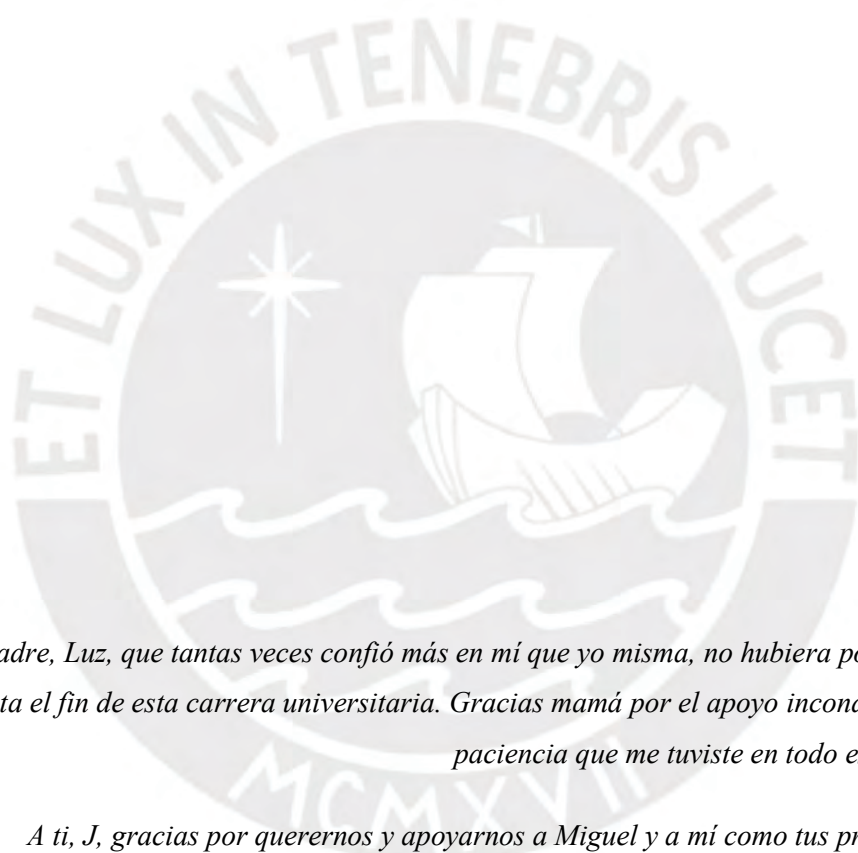 ET LUX IN TENEBRIS LUCET
MCMXVII
adre, Luz, que tantas veces confió más en mí que yo misma, no hubiera po
ta el fin de esta carrera universitaria. Gracias mamá por el apoyo incond
paciencia que me tuviste en todo e
A ti, J, gracias por querernos y apoyarnos a Miguel y a mí como tus pr